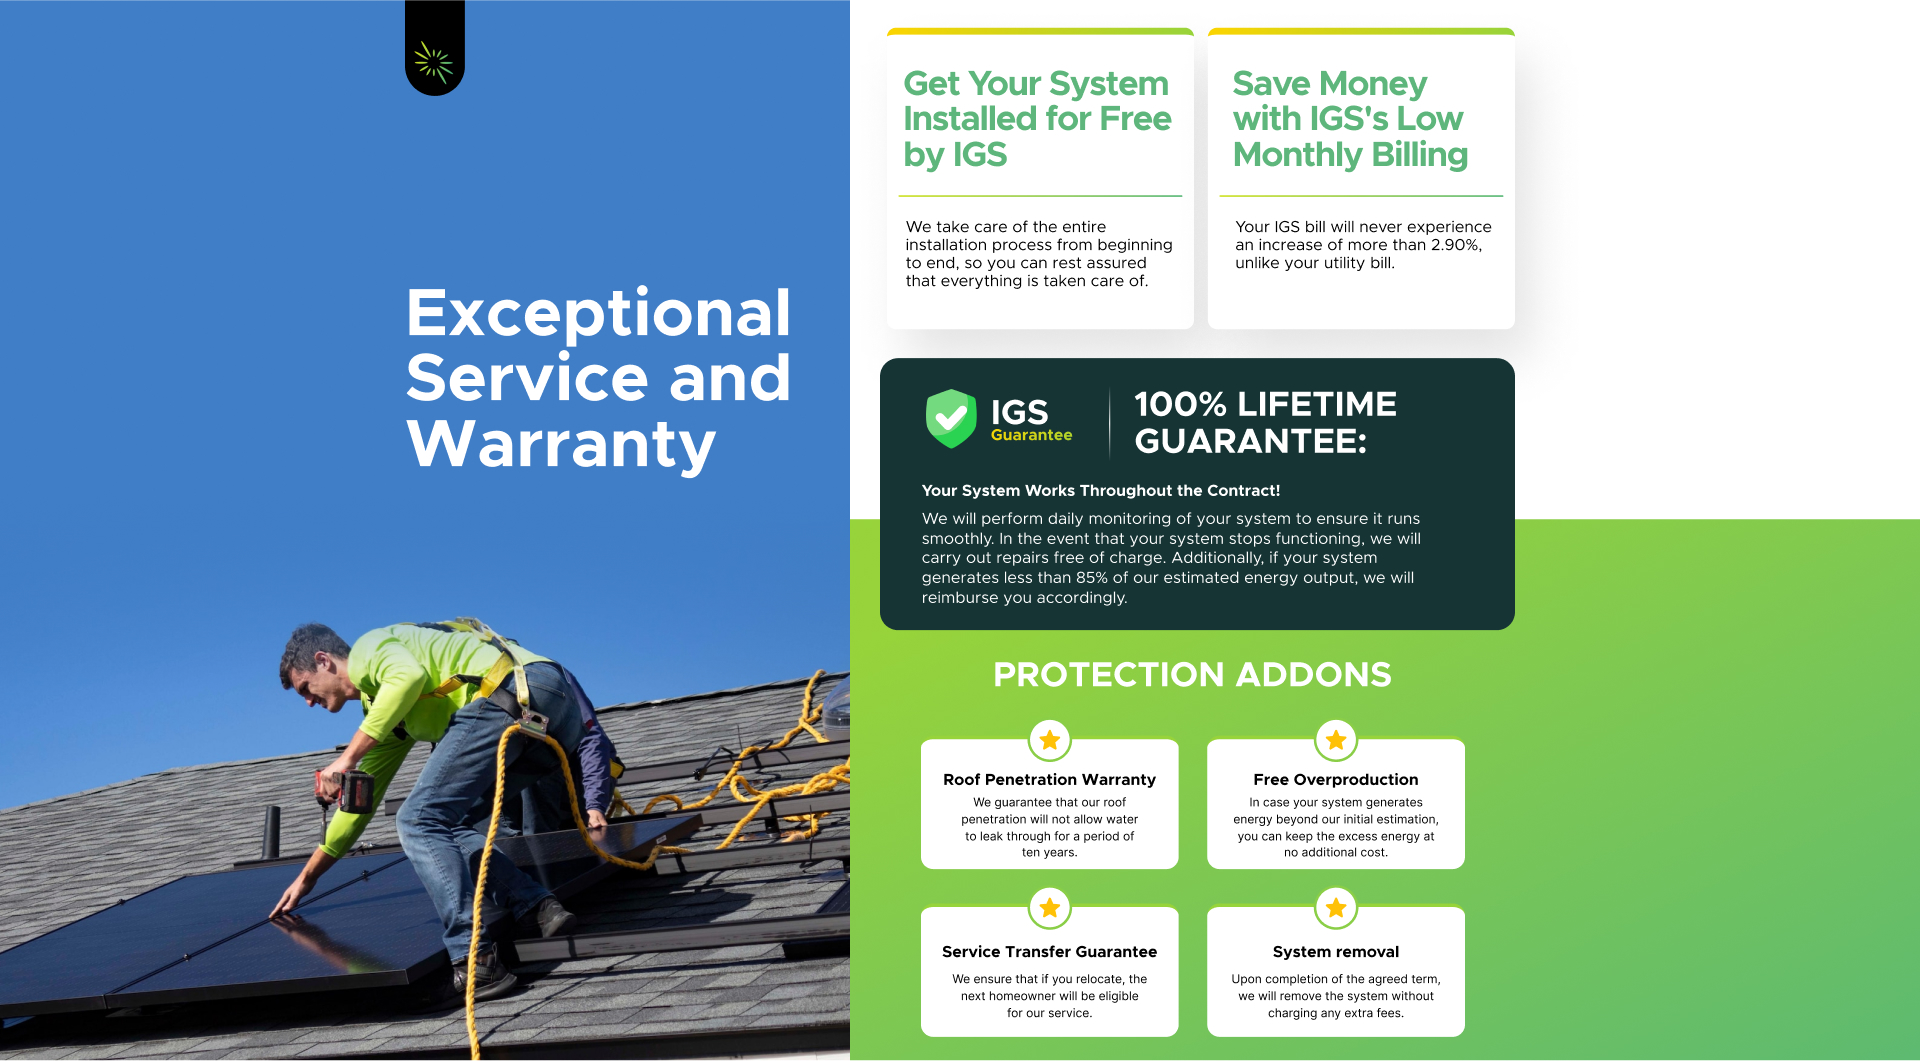 Exceptional
Service and
Warranty
Get Your System
Installed for Free
by IGS
We take care of the entire
installation process from beginning
to end, so you can rest assured
that everything is taken care of.
Save Money
with IGS's Low
Monthly Billing
Your IGS bill will never experience
an increase of more than 2.90%,
unlike your utility bill.
IGS
Guarantee
100% LIFETIME
GUARANTEE:
Your System Works Throughout the Contract!
We will perform daily monitoring of your system to ensure it runs
smoothly. In the event that your system stops functioning, we will
carry out repairs free of charge. Additionally, if your system
generates less than 85% of our estimated energy output, we will
reimburse you accordingly.
PROTECTION ADDONS
Roof Penetration Warranty
We guarantee that our roof
penetration will not allow water
to leak through for a period of
ten years.
Free Overproduction
In case your system generates
energy beyond our initial estimation,
you can keep the excess energy at
no additional cost.
Service Transfer Guarantee
We ensure that if you relocate, the
next homeowner will be eligible
for our service.
System removal
Upon completion of the agreed term,
we will remove the system without
charging any extra fees.